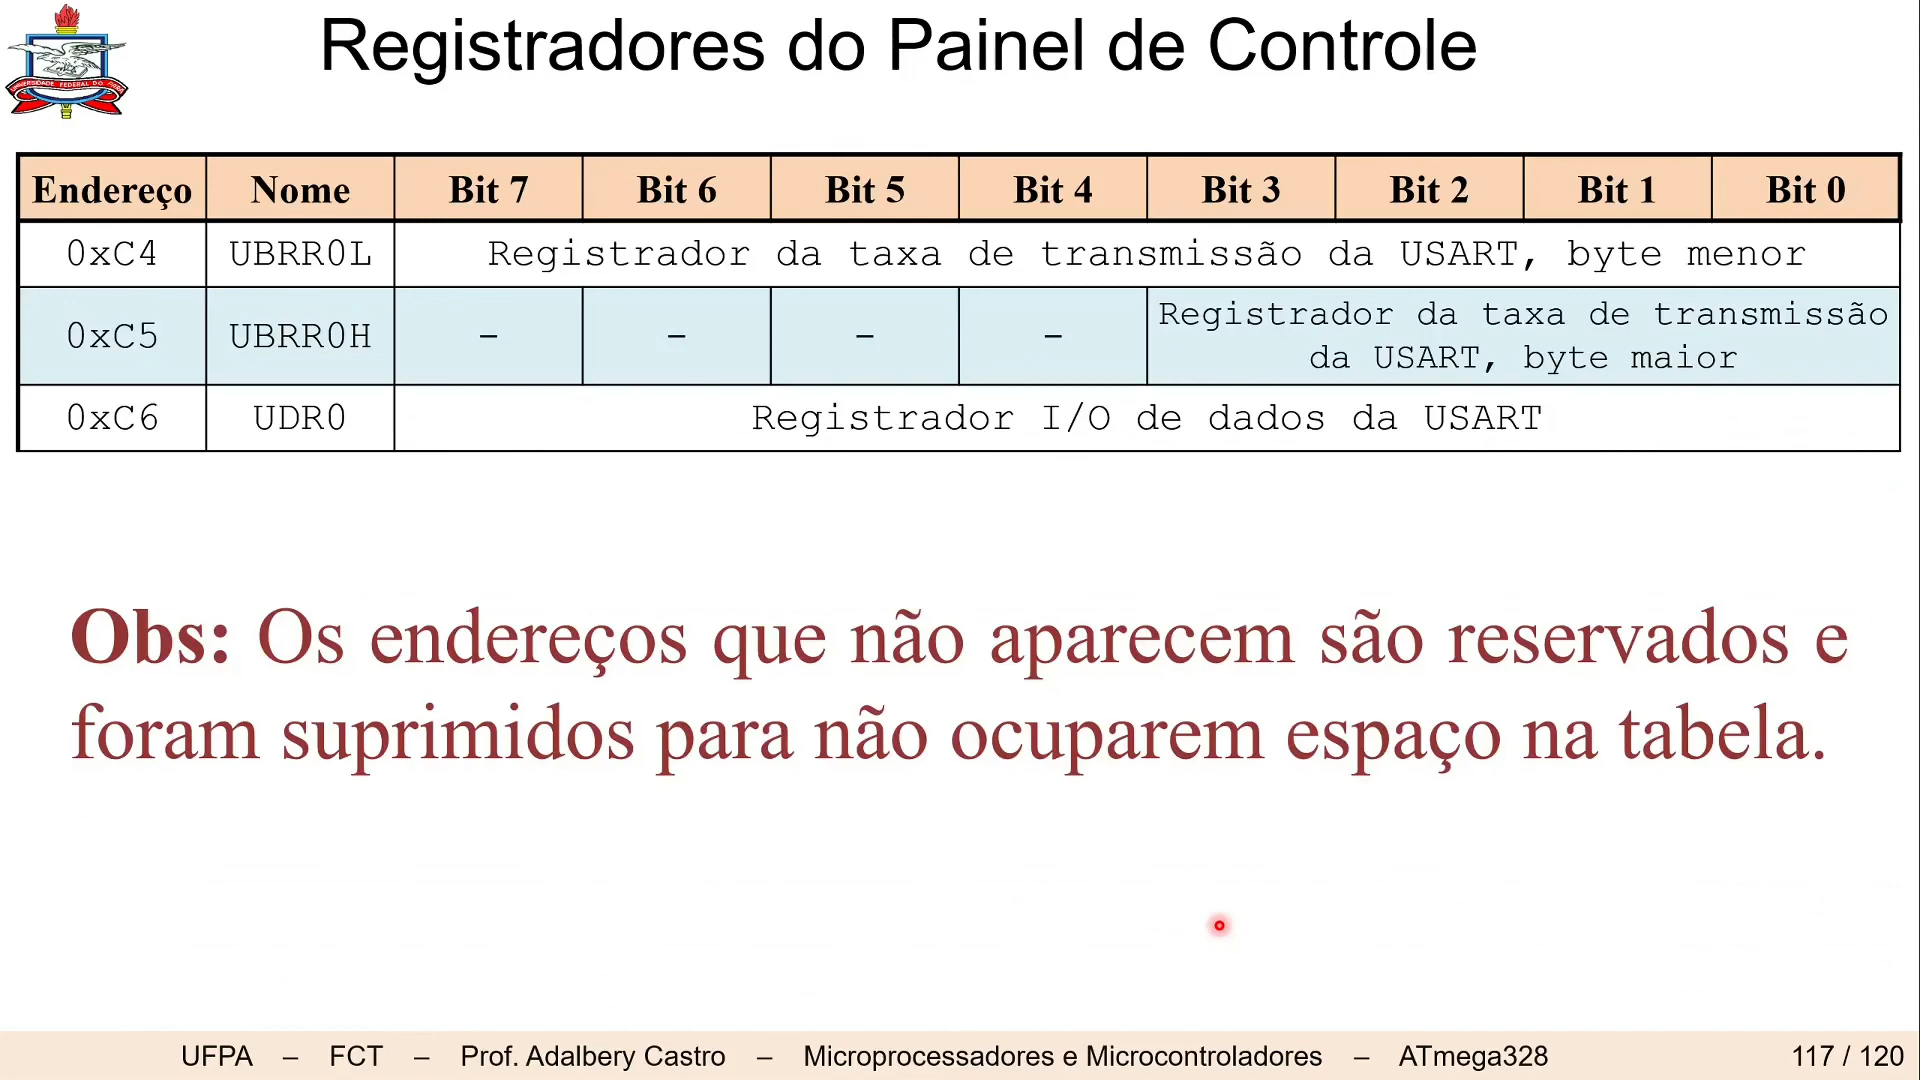 Registradores do Painel de Controle
UNIVERSIDADE FEDERAL DO PARÁ
Endereço Nome Bit 7 Bit 6 Bit 5 Bit 4 Bit 3 Bit 2 Bit 1 Bit 0
0xC4 UBRR0L Registrador da taxa de transmissão da USART, byte menor
0xC5 UBRR0H - - - - Registrador da taxa de transmissão
da USART, byte maior
0xC6 UDR0 Registrador I/O de dados da USART
Obs: Os endereços que não aparecem são reservados e
foram suprimidos para não ocuparem espaço na tabela.
UFPA – FCT – Prof. Adalbery Castro – Microprocessadores e Microcontroladores – ATmega328 117 / 120